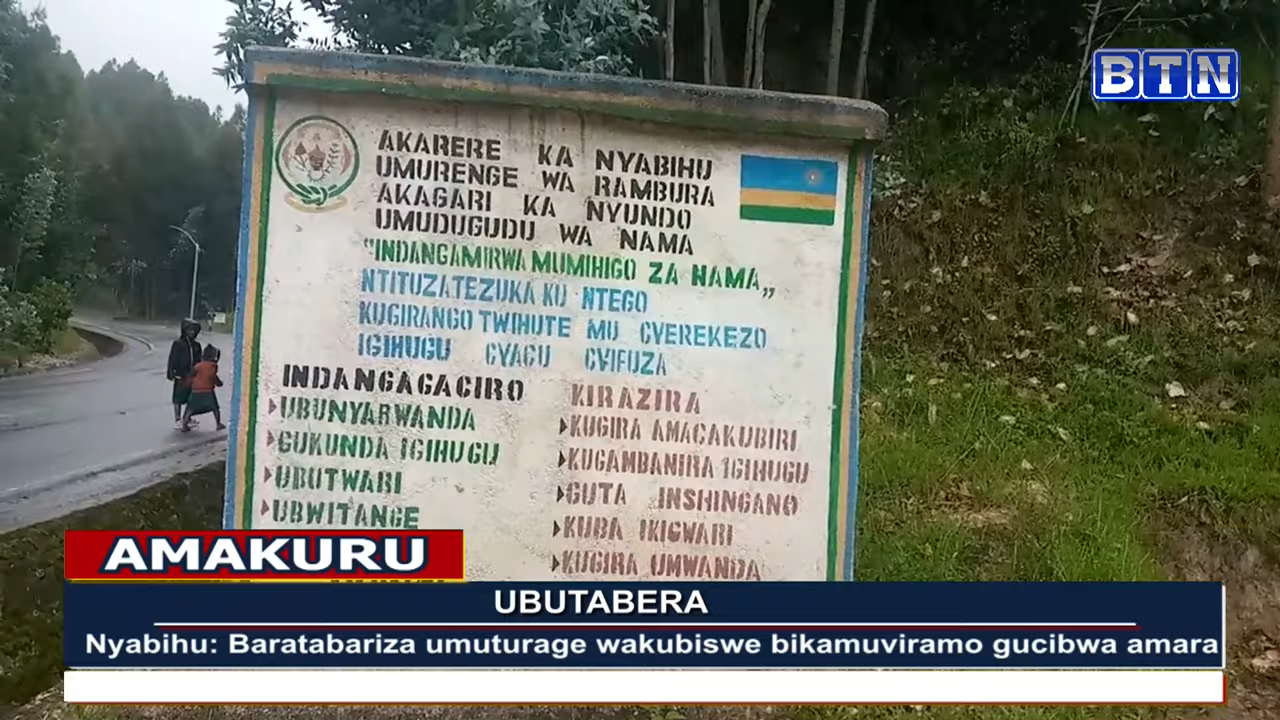 BTN
AKARERE KA NYABIHU
UMURENGE WA RAMBURA
AKAGARI KA NYUNDO
UMUDUGUDU WA NAMA
"INDANGAMIRWA MUMIHIGO ZA NAMA,,
NTITUZATEZUKA KU NTEGO
KUGIRANGO TWIHUTE MU CYEREKEZO
IGIHUGU CYACU CYIFUZA
INDANGAGACIRO
UBUNYARWANDA
GUKUNDA IGIHUGU
UBUTWARI
UBWITANGE
KIRAZIRA
KUGIRA AMACAKUBIRI
KUGAMBANIRA IGIHUGU
GUTA INSHINGANO
KUBA IKIGWARI
KUGIRA UMWANDA
AMAKURU
UBUTABERA
Nyabihu: Baratabariza umuturage wakubiswe bikamuviramo gucibwa amara